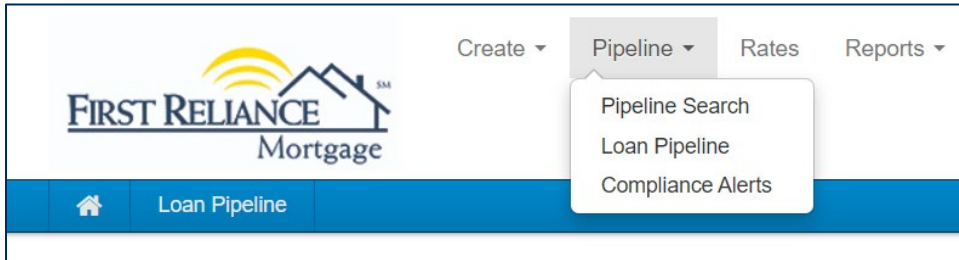 Create Pipeline Rates Reports
FIRST RELIANCE SM
Mortgage
Pipeline Search
Loan Pipeline
Compliance Alerts
Loan Pipeline